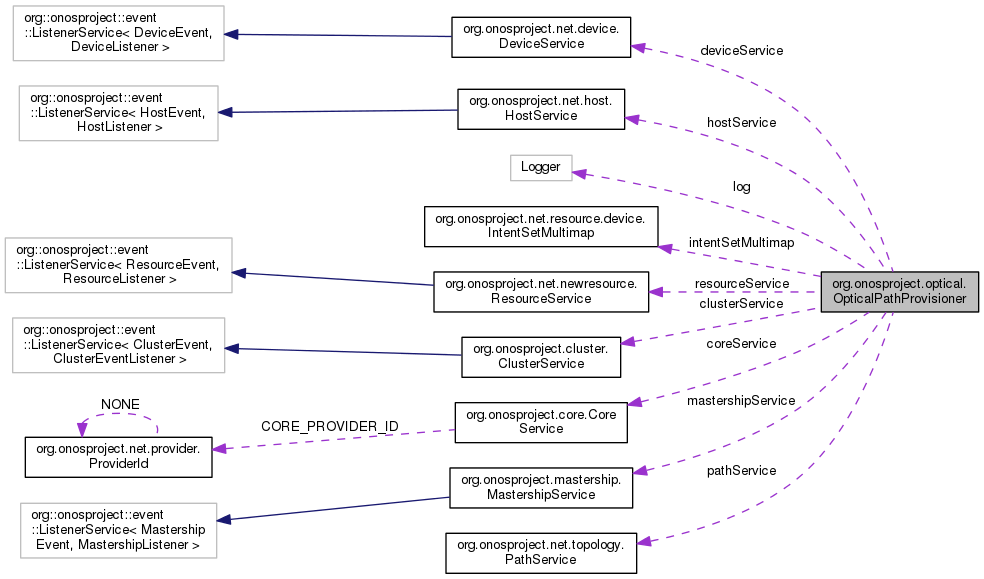 org::onosproject::event
::ListenerService< DeviceEvent,
DeviceListener >
org.onosproject.net.device.
DeviceService
deviceService
org::onosproject::event
::ListenerService< HostEvent,
HostListener >
org.onosproject.net.host.
HostService
hostService
Logger
log
org.onosproject.net.resource.device.
IntentSetMultimap
intentSetMultimap
org::onosproject::event
::ListenerService< ResourceEvent,
ResourceListener >
org.onosproject.net.newresource.
ResourceService
resourceService
org.onosproject.optical.
OpticalPathProvisioner
org::onosproject::event
::ListenerService< ClusterEvent,
ClusterEventListener >
org.onosproject.cluster.
ClusterService
clusterService
coreService
NONE
org.onosproject.net.provider.
ProviderId
CORE_PROVIDER_ID
org.onosproject.core.Core
Service
mastershipService
org::onosproject::event
::ListenerService< Mastership
Event, MastershipListener >
org.onosproject.mastership.
MastershipService
pathService
org.onosproject.net.topology.
PathService